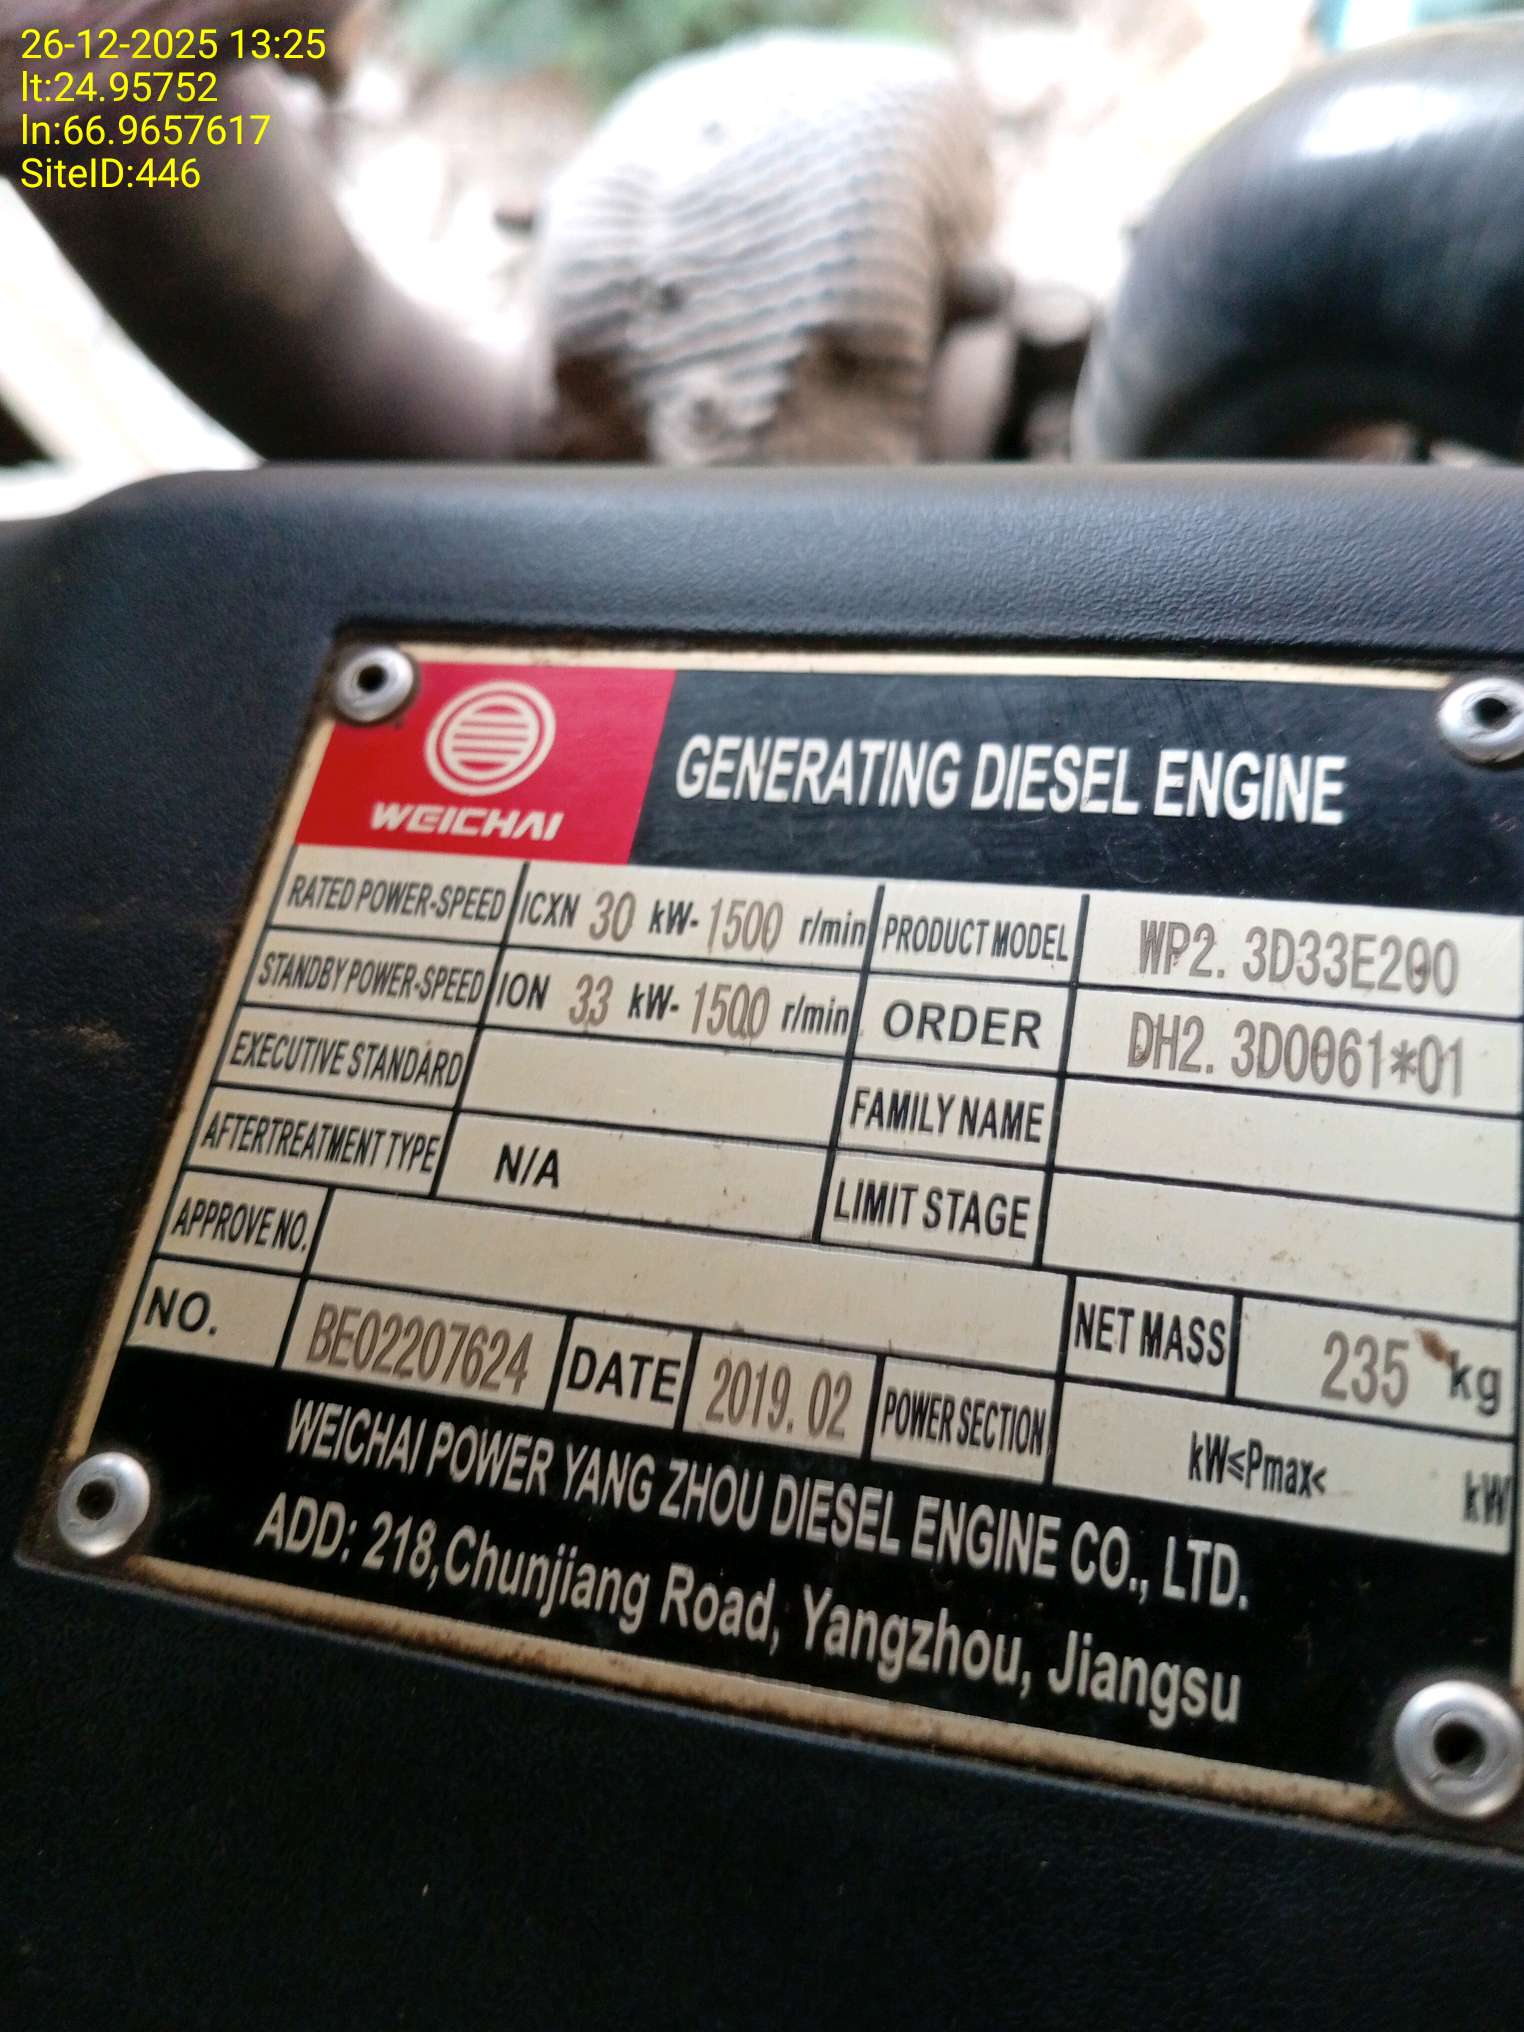 26-12-2025 13:25
lt:24.95752
ln:66.9657617
SiteID:446
WEICHAI
GENERATING DIESEL ENGINE
RATED POWER-SPEED ICXN 30 kW- 1500 r/min PRODUCT MODEL WP2.3D33E200
STANDBY POWER-SPEED ION 33 kW- 1500 r/min ORDER DH2.3D0061*01
EXECUTIVE STANDARD FAMILY NAME
AFTERTREATMENT TYPE N/A LIMIT STAGE
APPROVE NO. NET MASS 235 kg
NO. BE02207624 DATE 2019.02 POWER SECTION kW≤Pmax< kW
WEICHAI POWER YANG ZHOU DIESEL ENGINE CO., LTD.
ADD: 218,Chunjiang Road, Yangzhou, Jiangsu